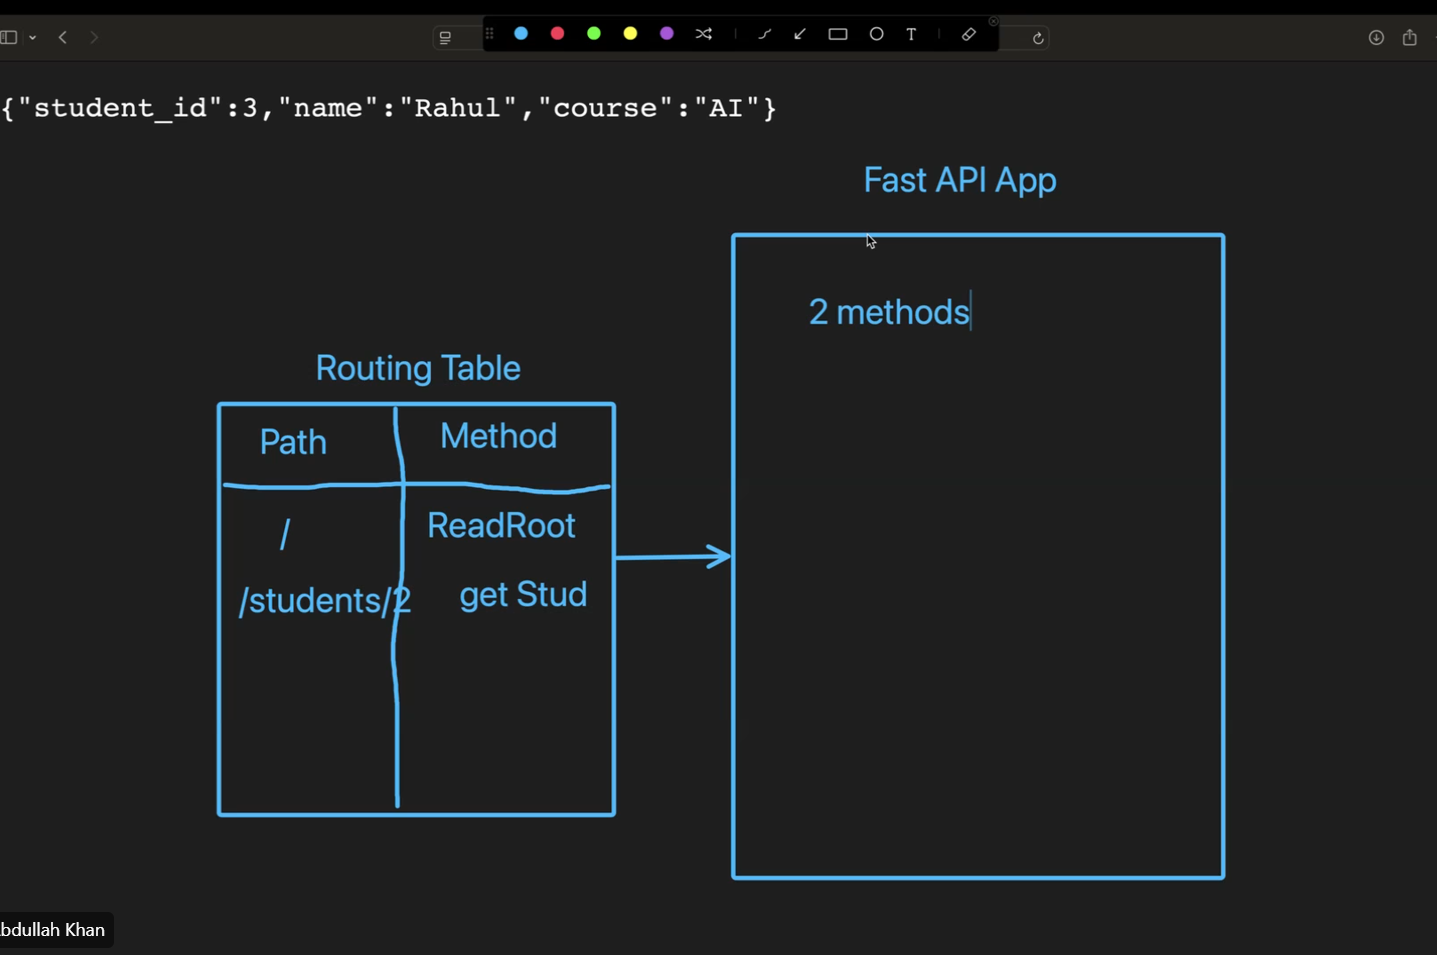 {"student_id":3,"name":"Rahul","course":"AI"}
Fast API App
2 methods
Routing Table
Path Method
/ ReadRoot
/students/2 get Stud
bdullah Khan